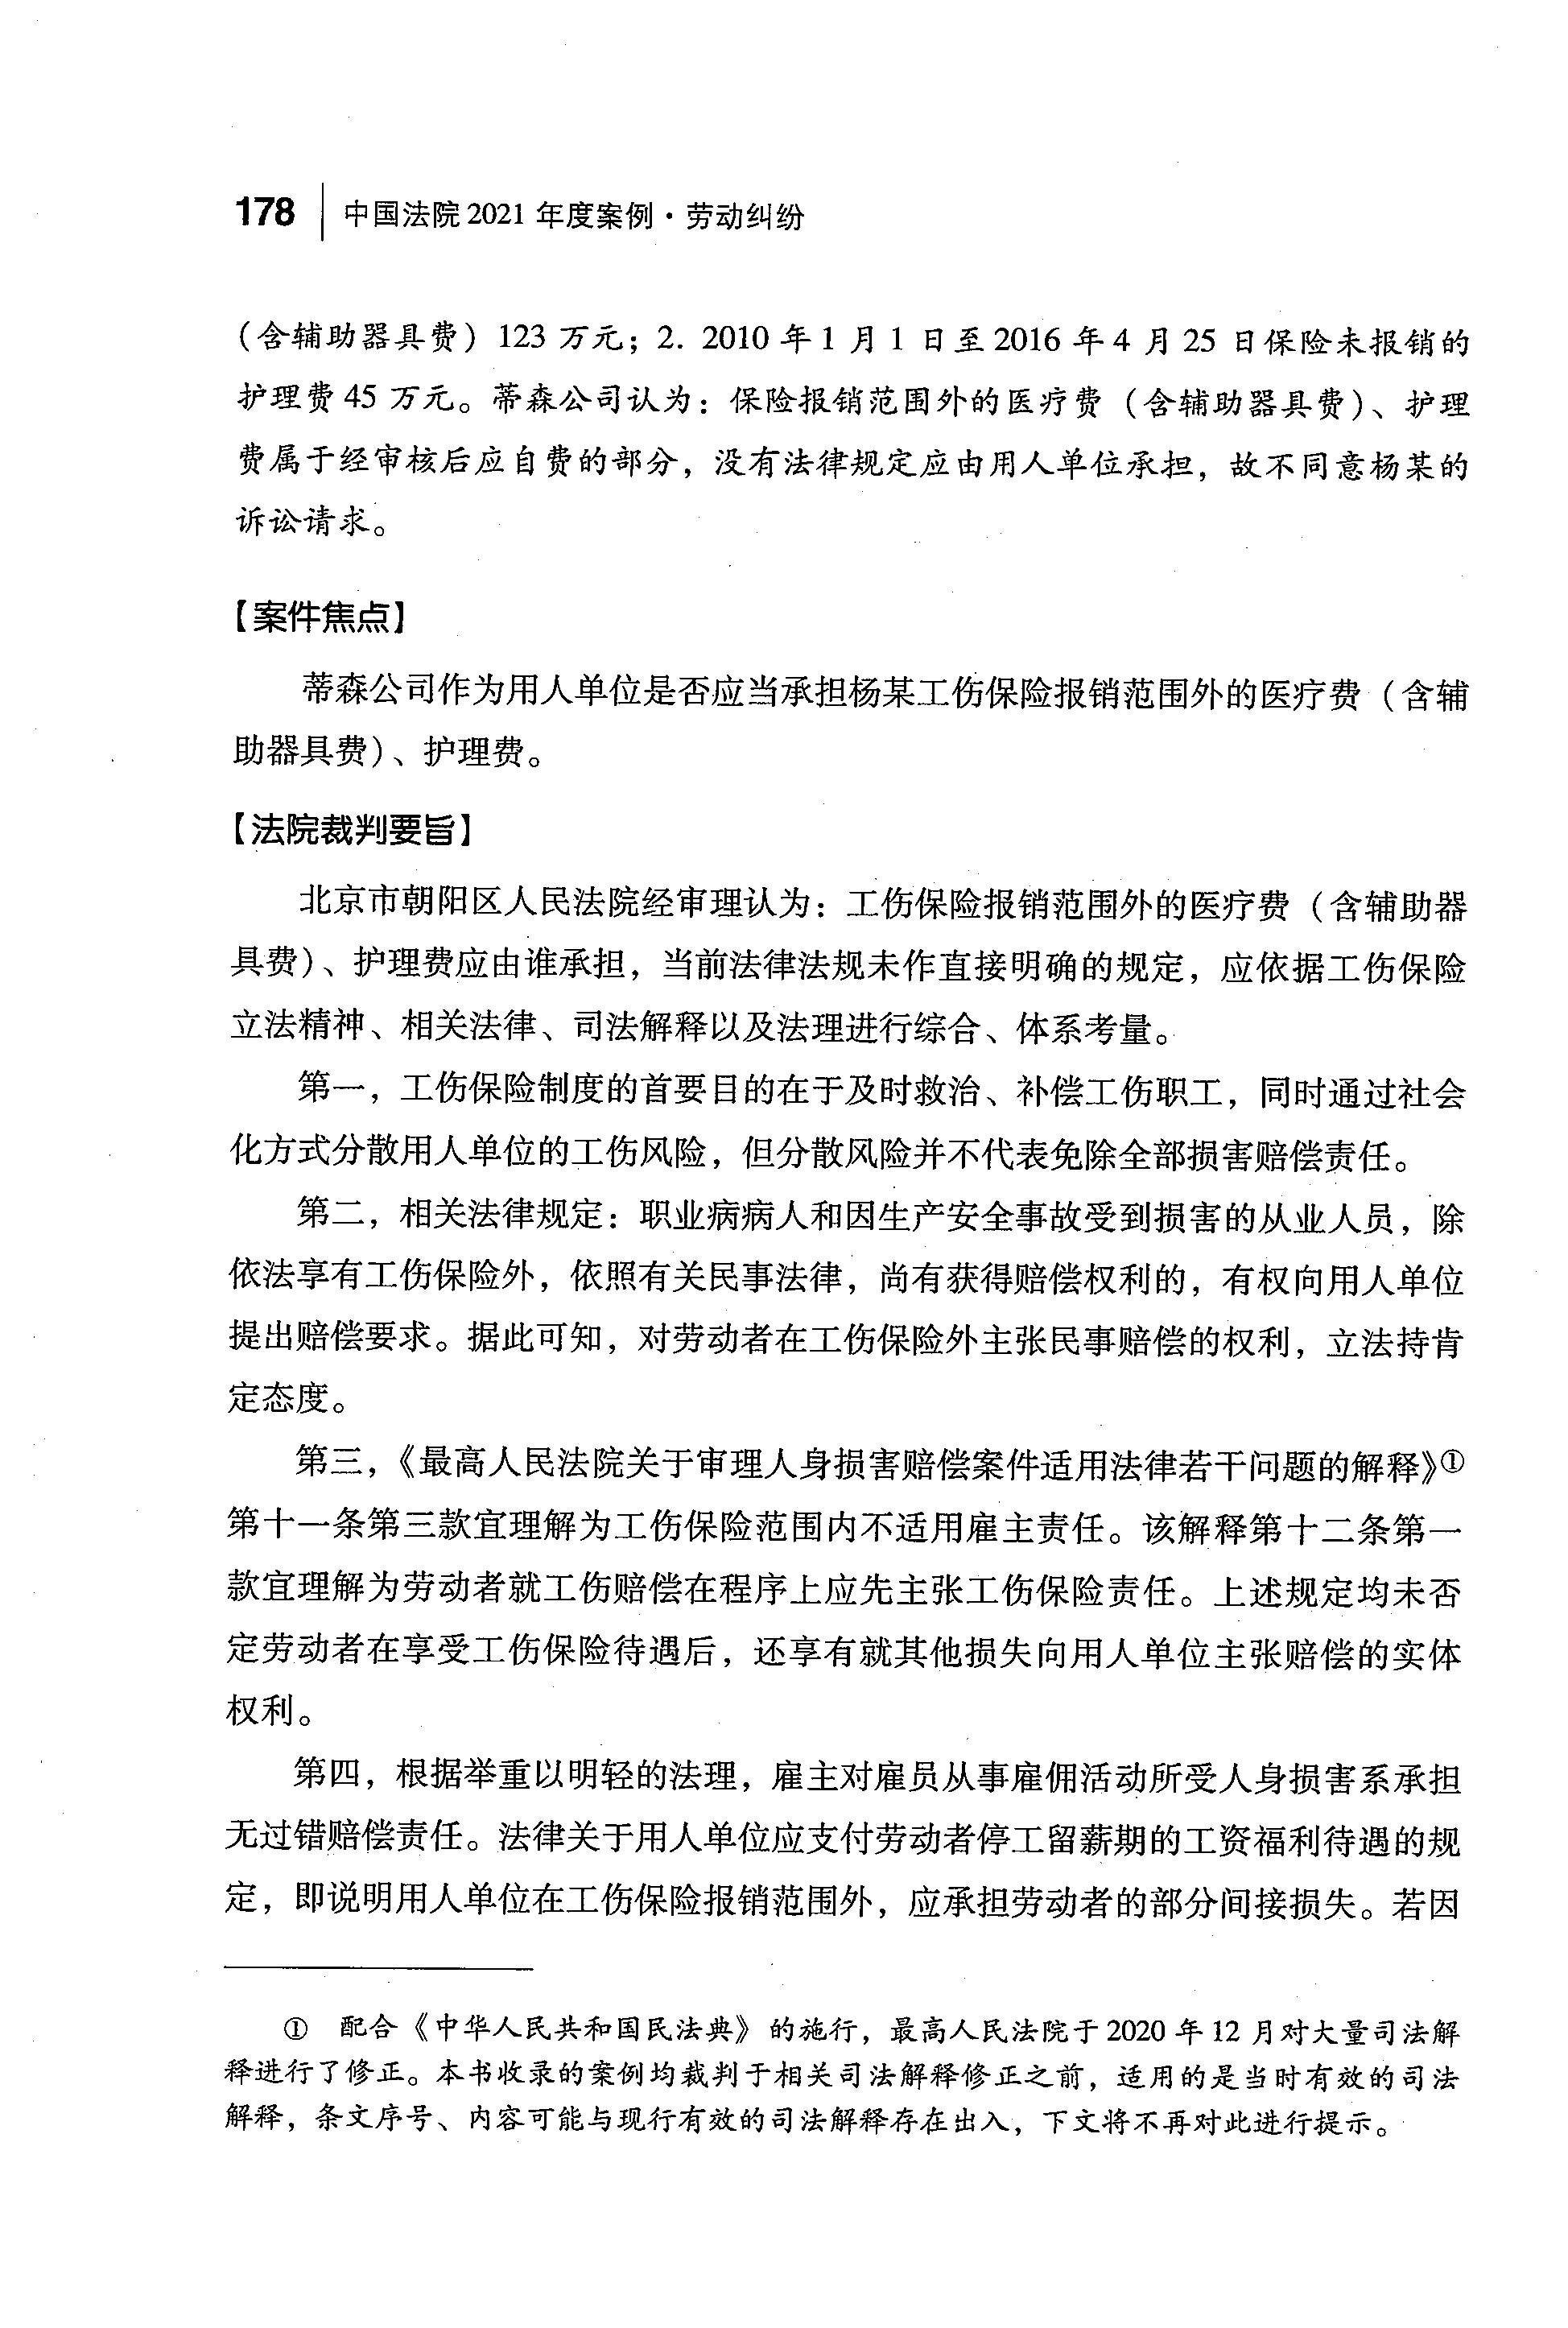 178 中国法院2021年度案例·劳动纠纷
（含辅助器具费）123万元；2. 2010年1月1日至2016年4月25日保险未报销的
护理费45万元。蒂森公司认为：保险报销范围外的医疗费（含辅助器具费）、护理
费属于经审核后应自费的部分，没有法律规定应由用人单位承担，故不同意杨某的
诉讼请求。
【案件焦点】
蒂森公司作为用人单位是否应当承担杨某工伤保险报销范围外的医疗费（含辅
助器具费）、护理费。
【法院裁判要旨】
北京市朝阳区人民法院经审理认为：工伤保险报销范围外的医疗费（含辅助器
具费）、护理费应由谁承担，当前法律法规未作直接明确的规定，应依据工伤保险
立法精神、相关法律、司法解释以及法理进行综合、体系考量。
第一，工伤保险制度的首要目的在于及时救治、补偿工伤职工，同时通过社会
化方式分散用人单位的工伤风险，但分散风险并不代表免除全部损害赔偿责任。
第二，相关法律规定：职业病病人和因生产安全事故受到损害的从业人员，除
依法享有工伤保险外，依照有关民事法律，尚有获得赔偿权利的，有权向用人单位
提出赔偿要求。据此可知，对劳动者在工伤保险外主张民事赔偿的权利，立法持肯
定态度。
第三，《最高人民法院关于审理人身损害赔偿案件适用法律若干问题的解释》①
第十一条第三款宜理解为工伤保险范围内不适用雇主责任。该解释第十二条第一
款宜理解为劳动者就工伤赔偿在程序上应先主张工伤保险责任。上述规定均未否
定劳动者在享受工伤保险待遇后，还享有就其他损失向用人单位主张赔偿的实体
权利。
第四，根据举重以明轻的法理，雇主对雇员从事雇佣活动所受人身损害系承担
无过错赔偿责任。法律关于用人单位应支付劳动者停工留薪期的工资福利待遇的规
定，即说明用人单位在工伤保险报销范围外，应承担劳动者的部分间接损失。若因
① 配合《中华人民共和国民法典》的施行，最高人民法院于2020年12月对大量司法解
释进行了修正。本书收录的案例均裁判于相关司法解释修正之前，适用的是当时有效的司法
解释，条文序号、内容可能与现行有效的司法解释存在出入，下文将不再对此进行提示。